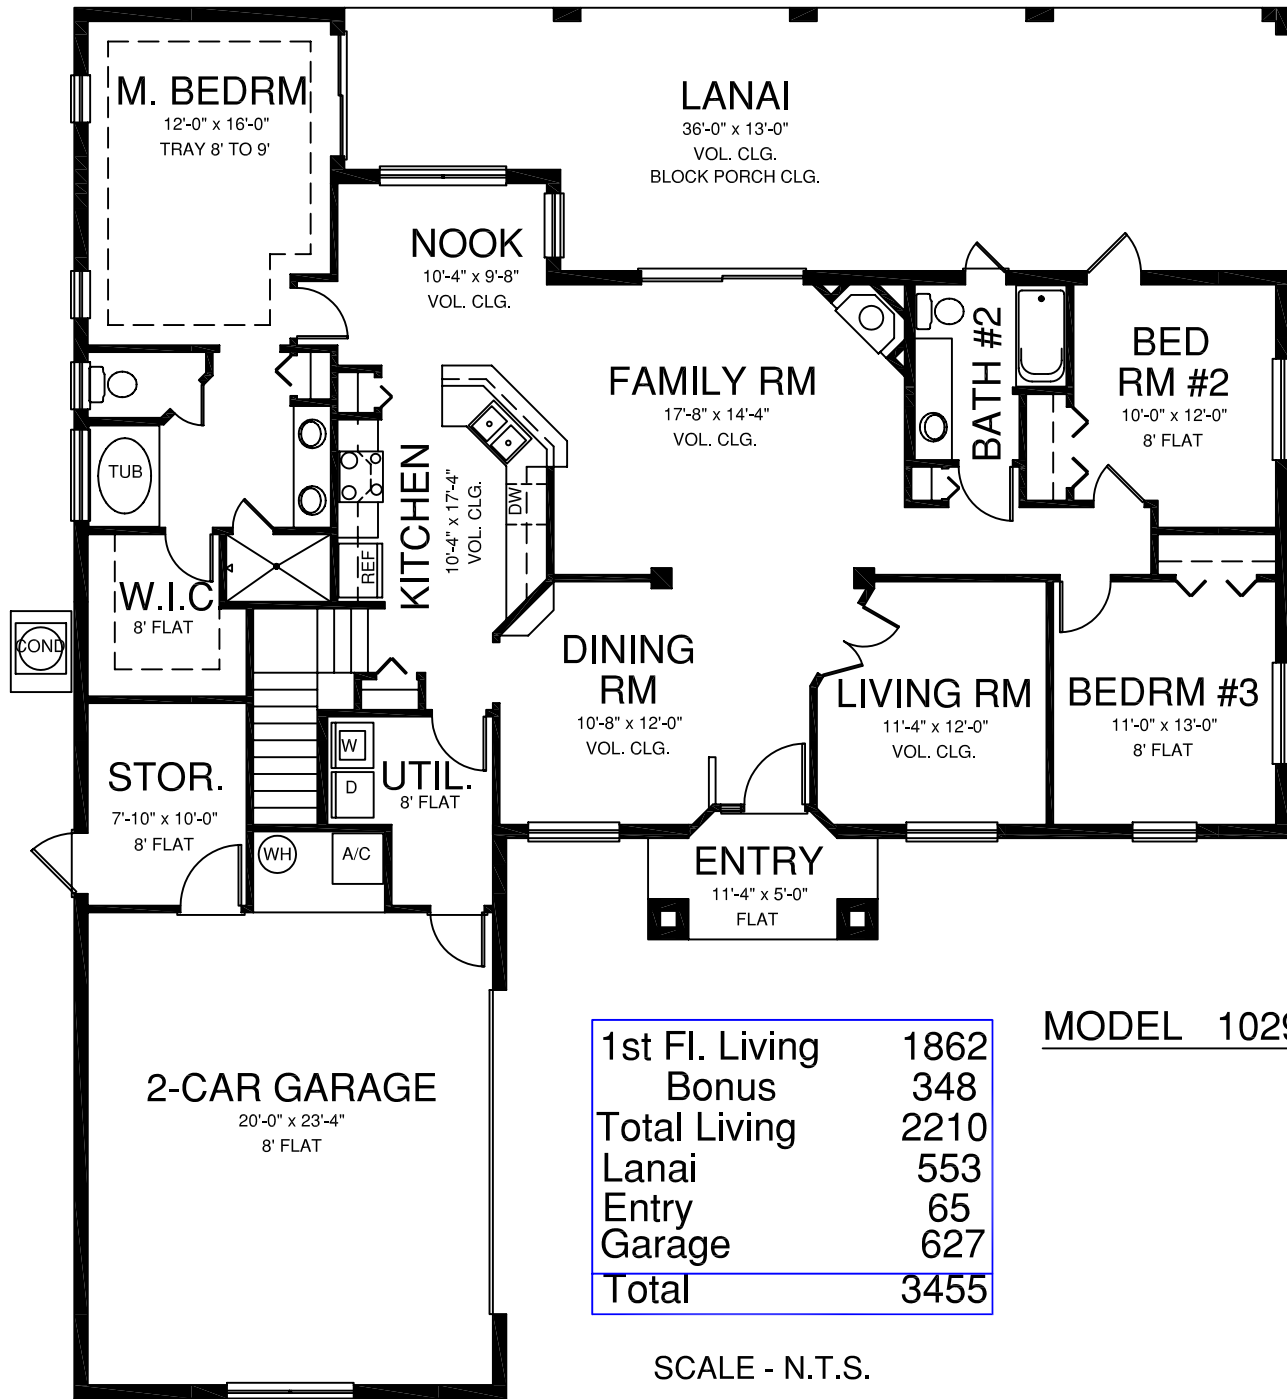 M. BEDRM
12'-0" x 16'-0"
TRAY 8' TO 9'
LANAI
36'-0" x 13'-0"
VOL. CLG.
BLOCK PORCH CLG.
NOOK
10'-4" x 9'-8"
VOL. CLG.
FAMILY RM
17'-8" x 14'-4"
VOL. CLG.
BATH #2
BED
RM #2
10'-0" x 12'-0"
8' FLAT
TUB
KITCHEN
10'-4" x 17'-4"
VOL. CLG.
DW
REF
W.I.C
8' FLAT
COND
DINING
RM
10'-8" x 12'-0"
VOL. CLG.
LIVING RM
11'-4" x 12'-0"
VOL. CLG.
BEDRM #3
11'-0" x 13'-0"
8' FLAT
STOR.
7'-10" x 10'-0"
8' FLAT
W
D
UTIL.
8' FLAT
WH
A/C
ENTRY
11'-4" x 5'-0"
FLAT
2-CAR GARAGE
20'-0" x 23'-4"
8' FLAT
1st Fl. Living 1862
Bonus 348
Total Living 2210
Lanai 553
Entry 65
Garage 627
Total 3455
MODEL 1029
SCALE - N.T.S.